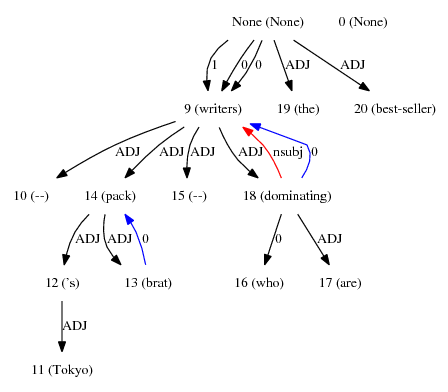 None (None) 0 (None)
1 0 0 ADJ ADJ
9 (writers) 19 (the) 20 (best-seller)
ADJ ADJ ADJ ADJ nsubj 0
10 (--) 14 (pack) 15 (--) 18 (dominating)
ADJ ADJ 0 0 ADJ
12 ('s) 13 (brat) 16 (who) 17 (are)
ADJ
11 (Tokyo)